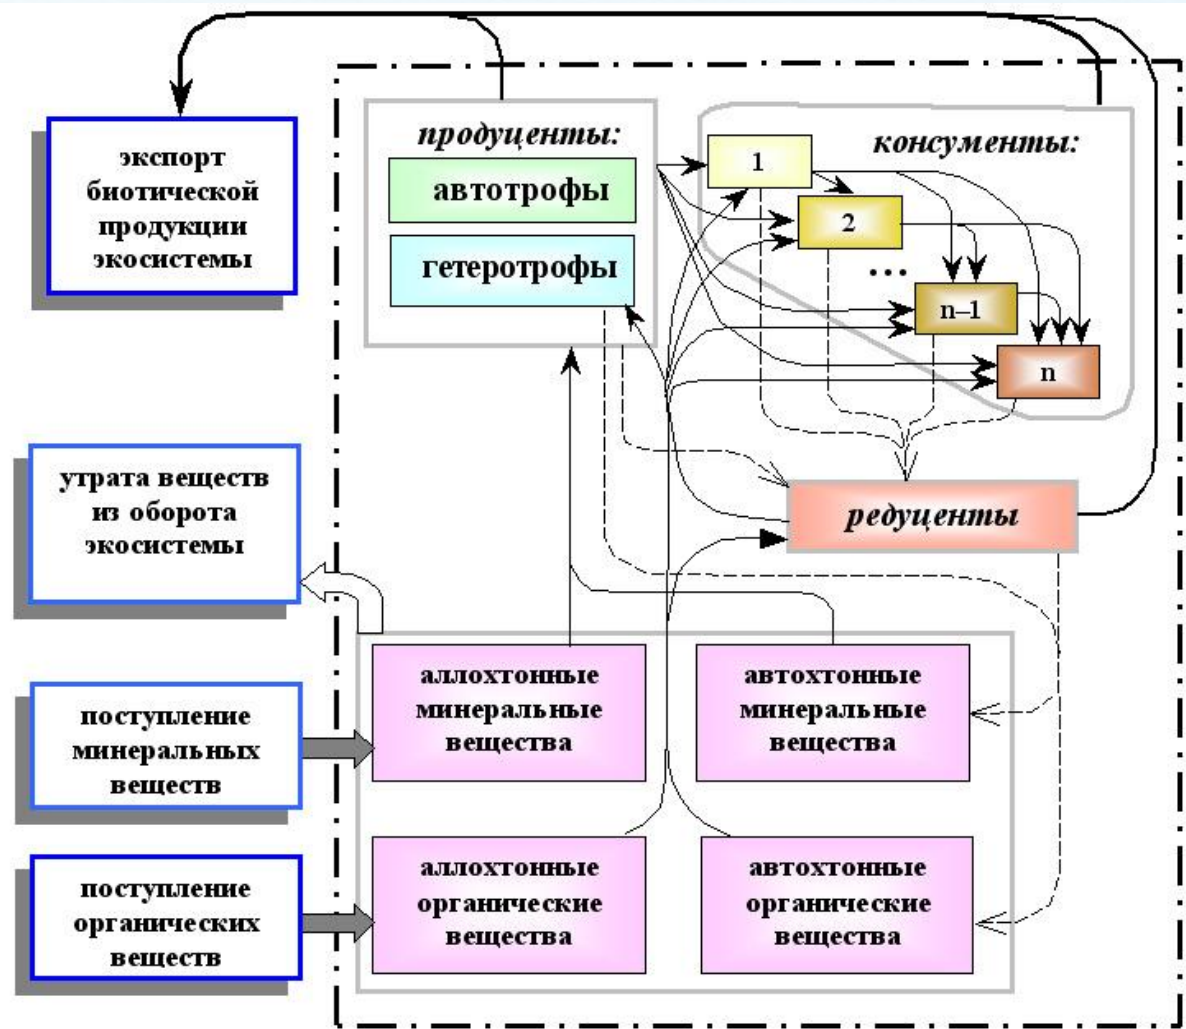 продуценты:
автотрофы
гетеротрофы
консументы:
1
2
...
n–1
n
экспорт
биотической
продукции
экосистемы
утрата веществ
из оборота
экосистемы
редуценты
поступление
минеральных
веществ
аллохтонные
минеральные
вещества
автохтонные
минеральные
вещества
поступление
органических
веществ
аллохтонные
органические
вещества
автохтонные
органические
вещества